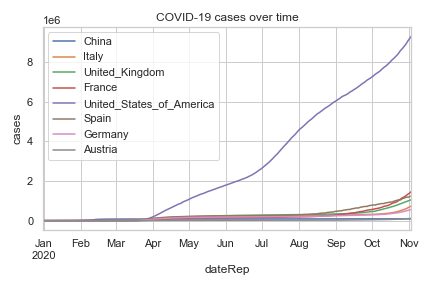 COVID-19 cases over time
1e6
China
Italy
United_Kingdom
France
United_States_of_America
Spain
Germany
Austria
8
6
4
2
0
cases
Jan Feb Mar Apr May Jun Jul Aug Sep Oct Nov
2020
dateRep